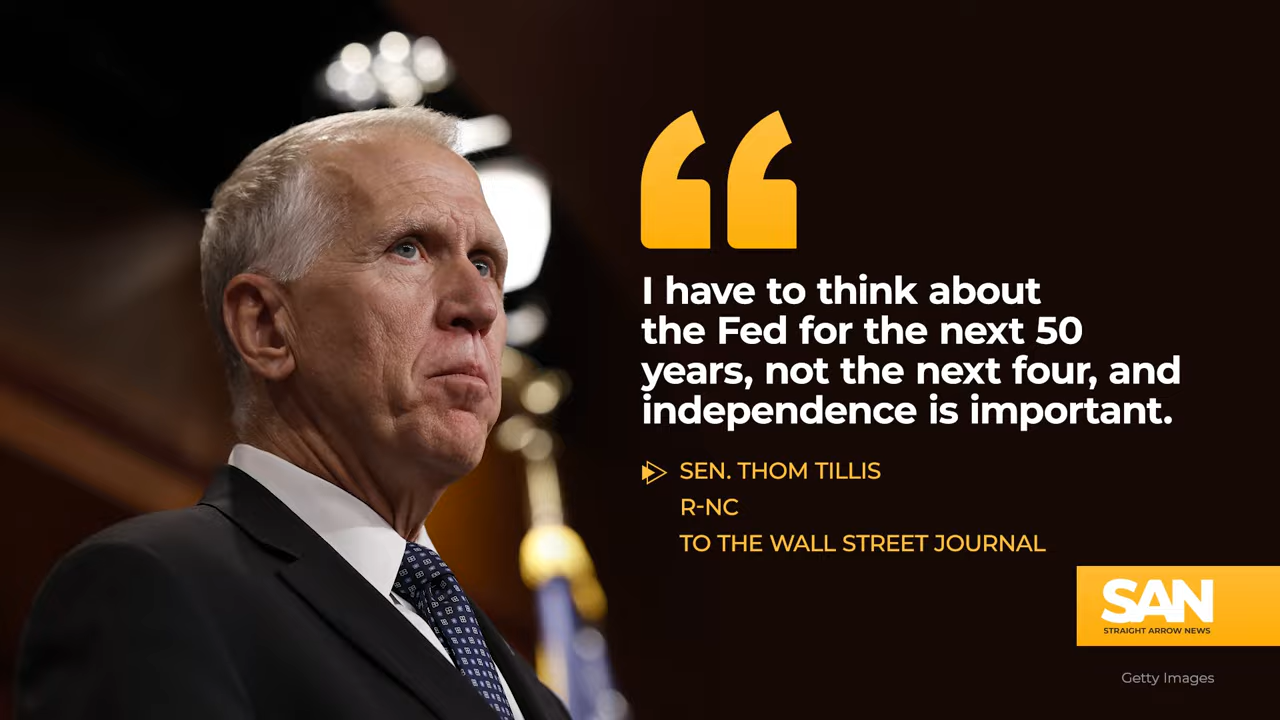 I have to think about
the Fed for the next 50
years, not the next four, and
independence is important.
SEN. THOM TILLIS
R-NC
TO THE WALL STREET JOURNAL
SAN
STRAIGHT ARROW NEWS
Getty Images